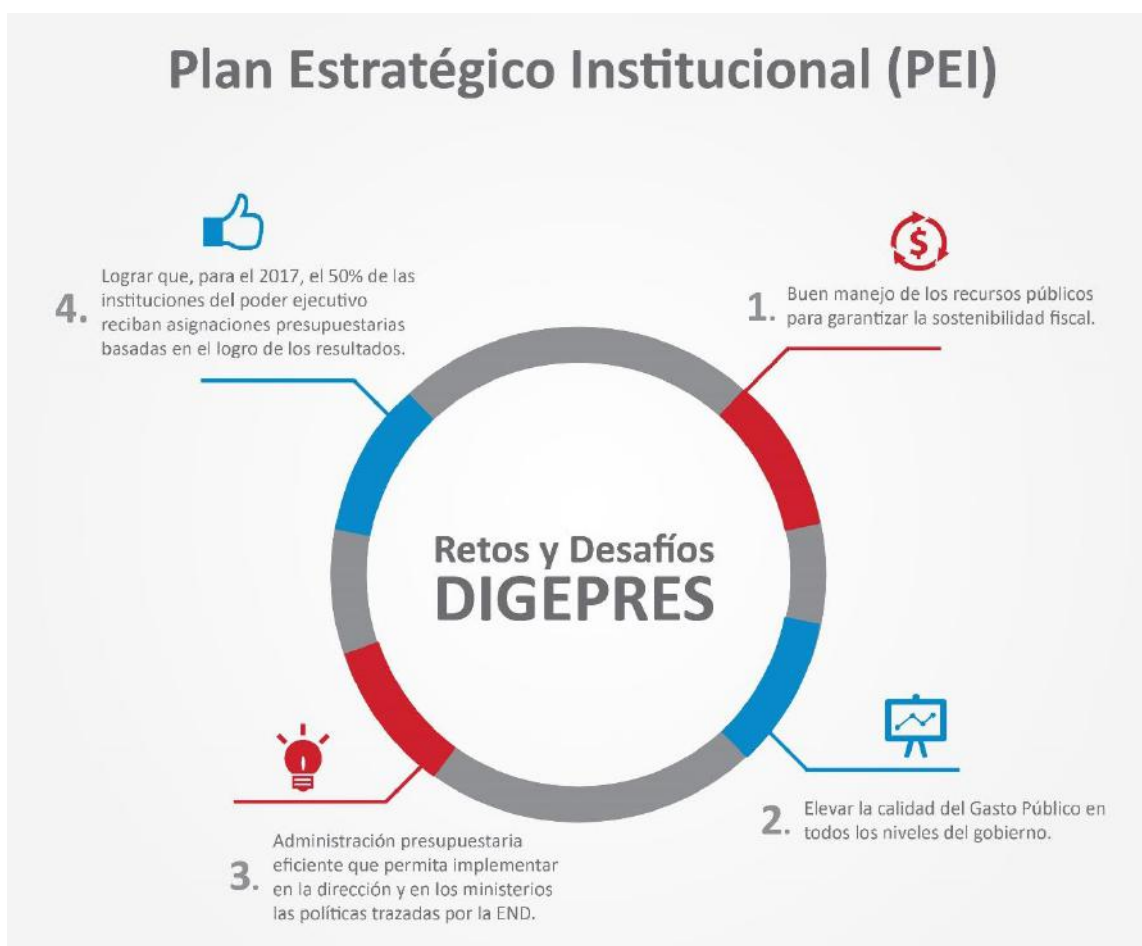 Plan Estratégico Institucional (PEI)
1.
Buen manejo de los recursos públicos
para garantizar la sostenibilidad fiscal.
2.
Elevar la calidad del Gasto Público en
todos los niveles del gobierno.
3.
Administración presupuestaria
eficiente que permita implementar
en la dirección y en los ministerios
las políticas trazadas por la END.
4.
Lograr que, para el 2017, el 50% de las
instituciones del poder ejecutivo
reciban asignaciones presupuestarias
basadas en el logro de los resultados.
Retos y Desafíos
DIGEPRES
$